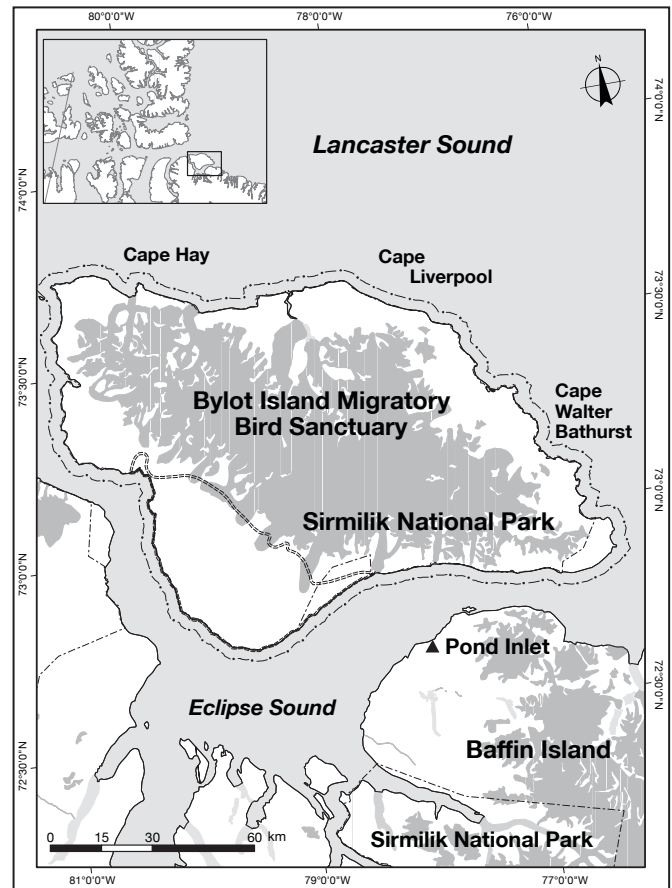 80°0'0"W
78°0'0"W
76°0'0"W
N
74°0'0"N
Lancaster Sound
74°0'0"N
Cape Hay
Cape
Liverpool
73°30'0"N
73°30'0"N
Bylot Island Migratory
Bird Sanctuary
Cape
Walter
Bathurst
73°0'0"N
Sirmilik National Park
73°0'0"N
Pond Inlet
72°30'0"N
Eclipse Sound
Baffin Island
72°30'0"N
0 15 30 60 km
Sirmilik National Park
81°0'0"W
79°0'0"W
77°0'0"W